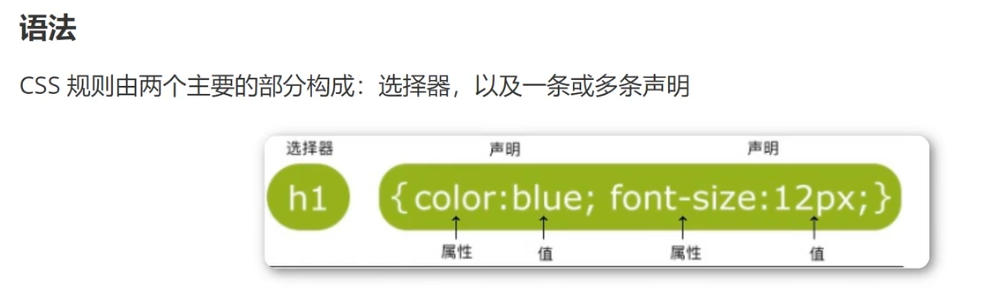 语法
CSS 规则由两个主要的部分构成：选择器，以及一条或多条声明
选择器 声明 声明
h1 {color:blue; font-size:12px;}
属性 值 属性 值